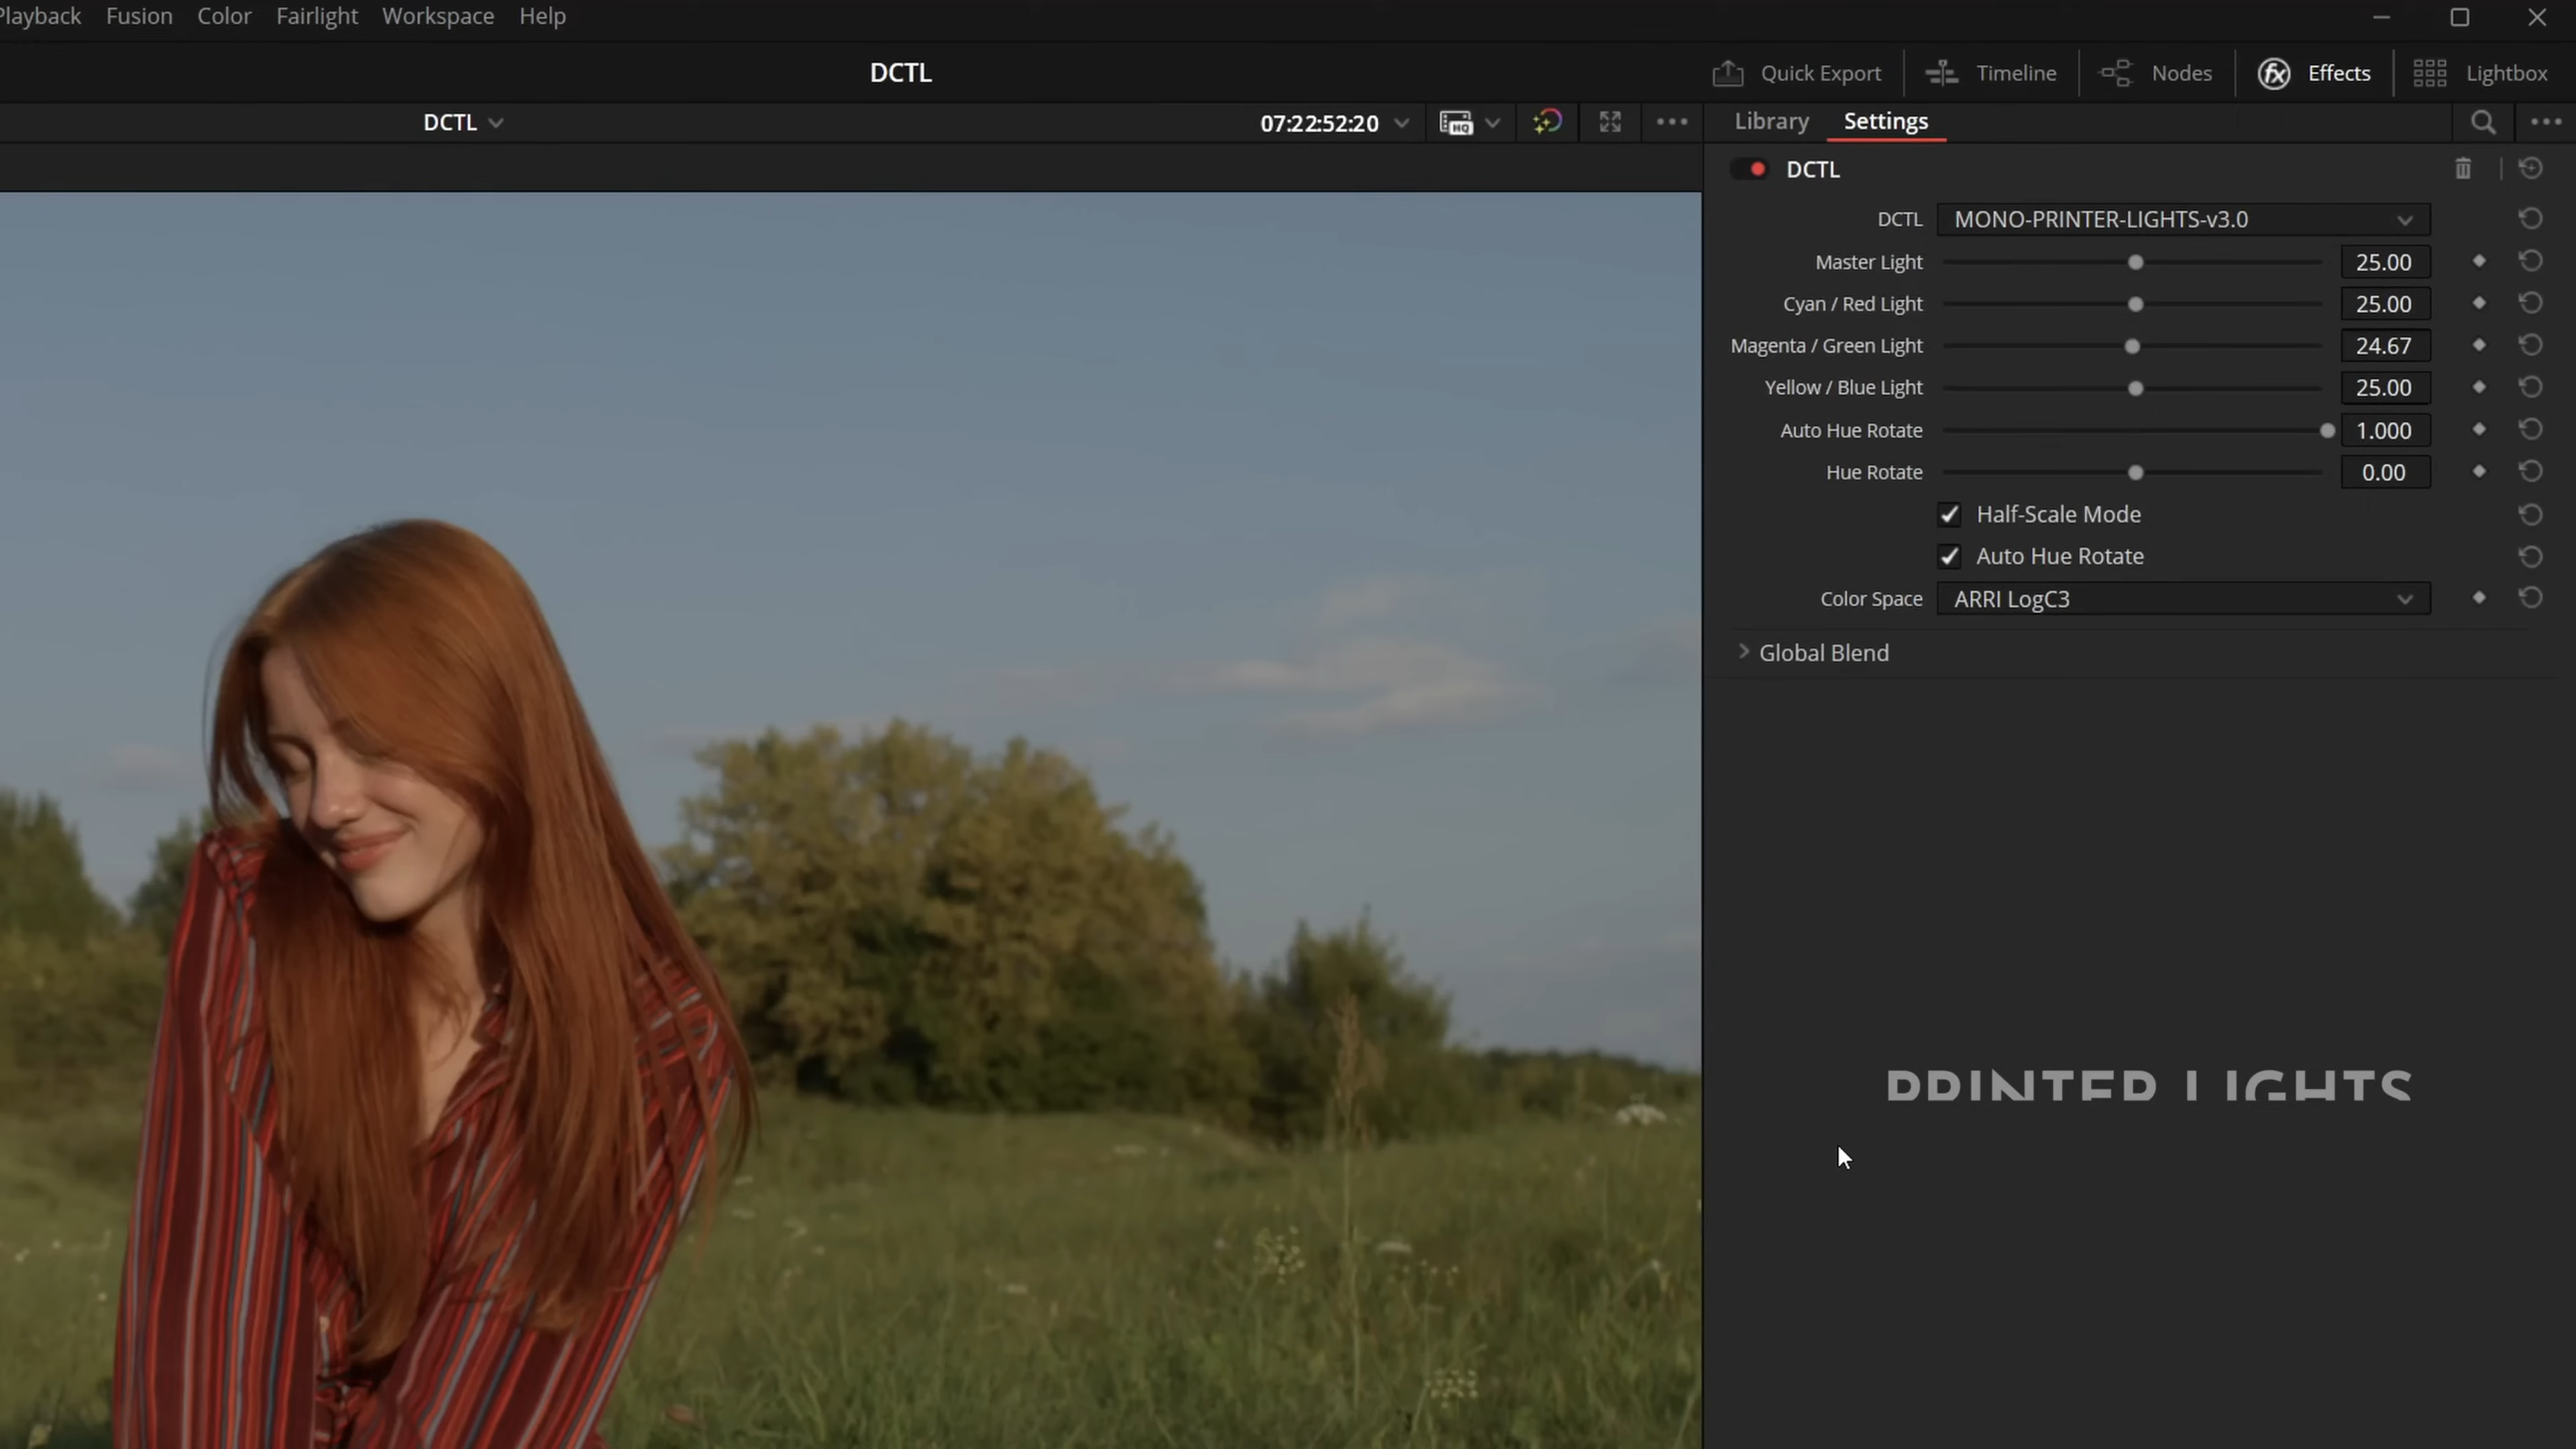 Playback Fusion Color Fairlight Workspace Help
DCTL
Quick Export Timeline Nodes Effects Lightbox
DCTL 07:22:52:20 HQ
Library Settings
DCTL
DCTL MONO-PRINTER-LIGHTS-v3.0
Master Light 25.00
Cyan / Red Light 25.00
Magenta / Green Light 24.67
Yellow / Blue Light 25.00
Auto Hue Rotate 1.000
Hue Rotate 0.00
Half-Scale Mode
Auto Hue Rotate
Color Space ARRI LogC3
Global Blend
PRINTER LIGHTS